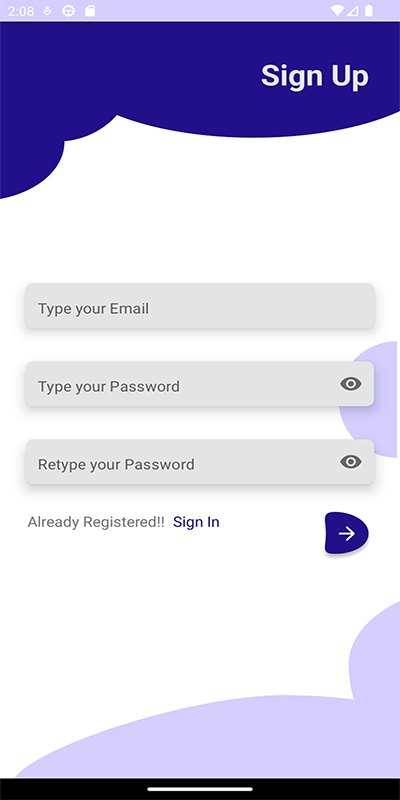 2:08
Sign Up
Type your Email
Type your Password
Retype your Password
Already Registered!! Sign In